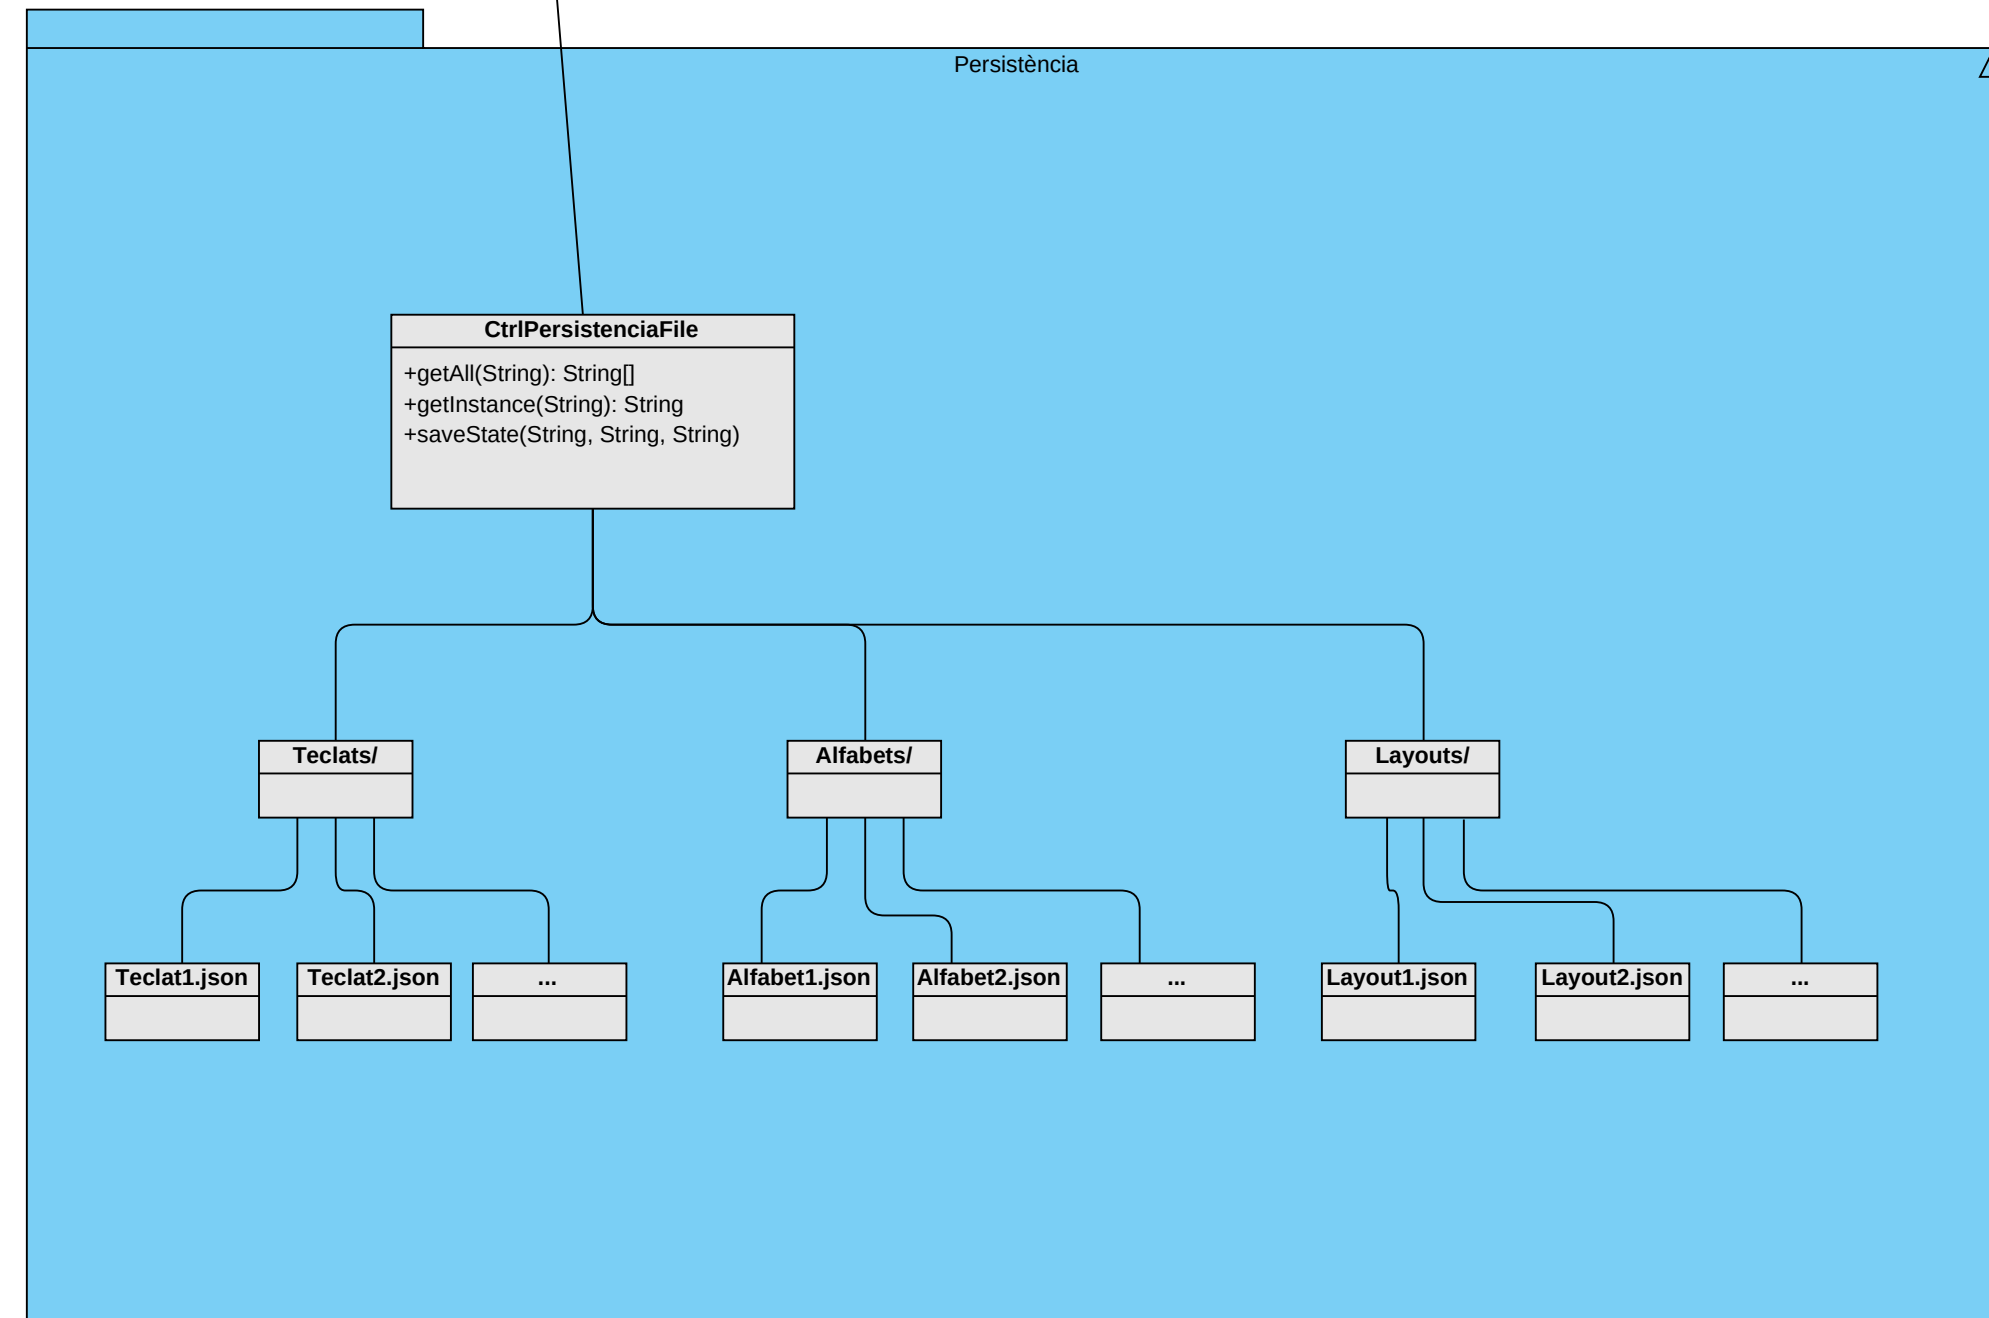 Persistència
CtrlPersistenciaFile
+getAll(String): String[]
+getInstance(String): String
+saveState(String, String, String)
Teclats/
Alfabets/
Layouts/
Teclat1.json
Teclat2.json
...
Alfabet1.json
Alfabet2.json
...
Layout1.json
Layout2.json
...